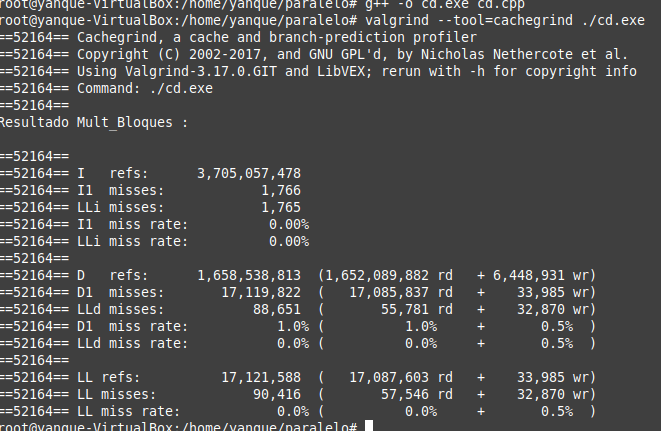 root@yanque-VirtualBox:/home/yanque/paralelo# g++ -o cd.exe cd.cpp
root@yanque-VirtualBox:/home/yanque/paralelo# valgrind --tool=cachegrind ./cd.exe
==52164== Cachegrind, a cache and branch-prediction profiler
==52164== Copyright (C) 2002-2017, and GNU GPL'd, by Nicholas Nethercote et al.
==52164== Using Valgrind-3.17.0.GIT and LibVEX; rerun with -h for copyright info
==52164== Command: ./cd.exe
==52164==
Resultado Mult_Bloques :
==52164==
==52164== I   refs:      3,705,057,478
==52164== I1  misses:            1,766
==52164== LLi misses:            1,765
==52164== I1  miss rate:          0.00%
==52164== LLi miss rate:          0.00%
==52164==
==52164== D   refs:      1,658,538,813  (1,652,089,882 rd   + 6,448,931 wr)
==52164== D1  misses:       17,119,822  (   17,085,837 rd   +    33,985 wr)
==52164== LLd misses:           88,651  (       55,781 rd   +    32,870 wr)
==52164== D1  miss rate:           1.0% (          1.0%     +       0.5%  )
==52164== LLd miss rate:           0.0% (          0.0%     +       0.5%  )
==52164==
==52164== LL refs:          17,121,588  (   17,087,603 rd   +    33,985 wr)
==52164== LL misses:            90,416  (       57,546 rd   +    32,870 wr)
==52164== LL miss rate:            0.0% (          0.0%     +       0.5%  )
root@yanque-VirtualBox:/home/yanque/paralelo#